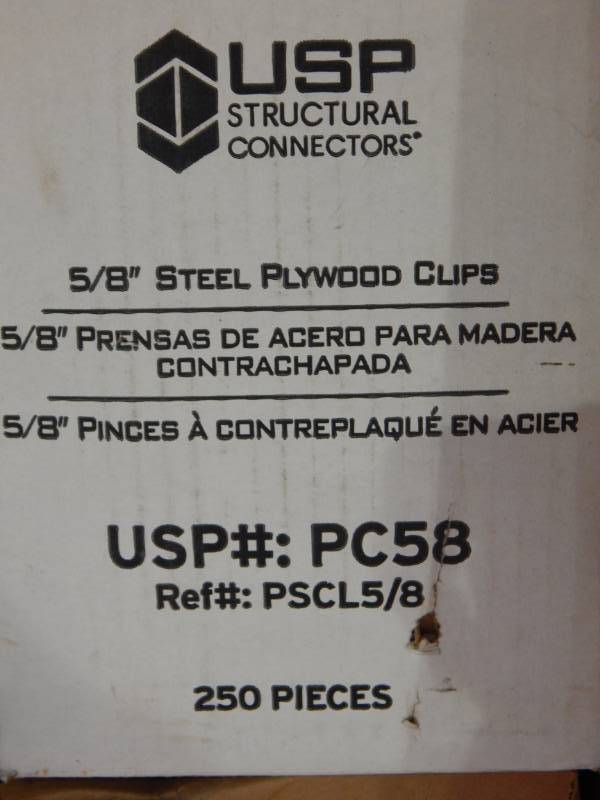 USP
STRUCTURAL
CONNECTORS®
5/8" STEEL PLYWOOD CLIPS
5/8" PRENSAS DE ACERO PARA MADERA
CONTRACHAPADA
5/8" PINCES À CONTREPLAQUÉ EN ACIER
USP#: PC58
Ref#: PSCL5/8
250 PIECES